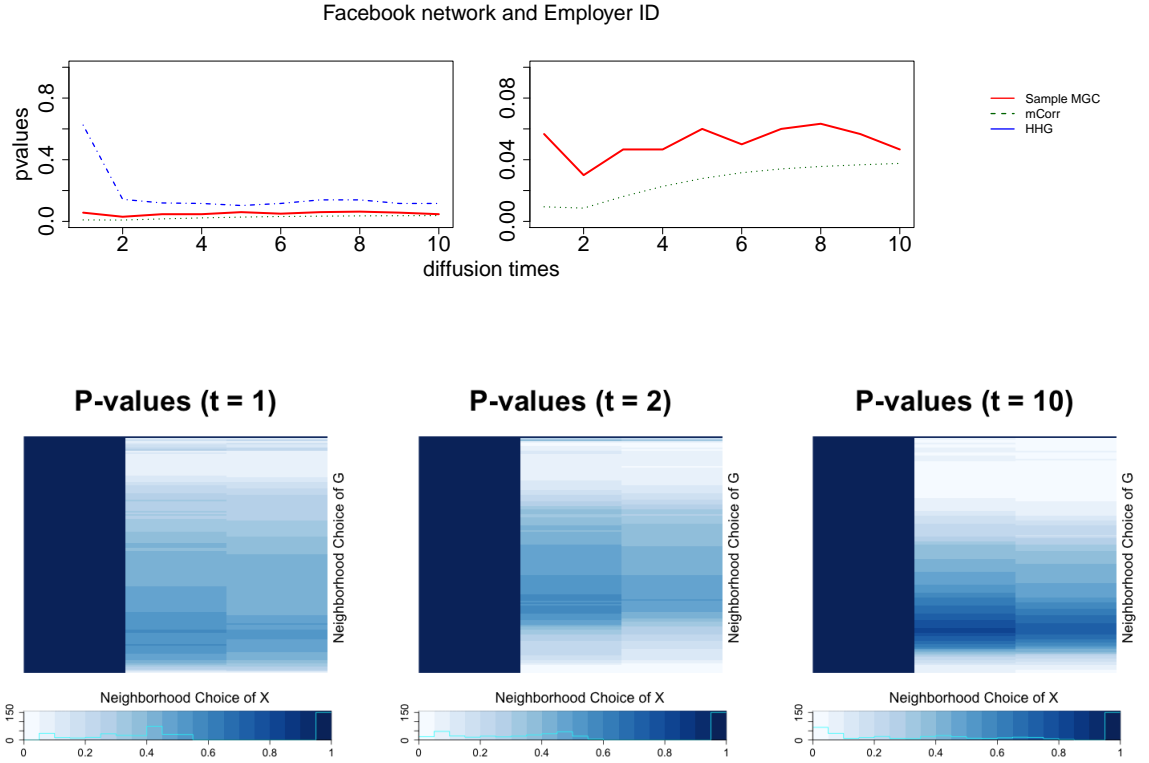 Facebook network and Employer ID
pvalues
0.0 0.4 0.8
2 4 6 8 10
0.00 0.04 0.08
2 4 6 8 10
diffusion times
Sample MGC
mCorr
HHG
P-values (t = 1)
Neighborhood Choice of G
Neighborhood Choice of X
0 150
0 0.2 0.4 0.6 0.8 1
P-values (t = 2)
Neighborhood Choice of G
Neighborhood Choice of X
0 150
0 0.2 0.4 0.6 0.8 1
P-values (t = 10)
Neighborhood Choice of G
Neighborhood Choice of X
0 150
0 0.2 0.4 0.6 0.8 1